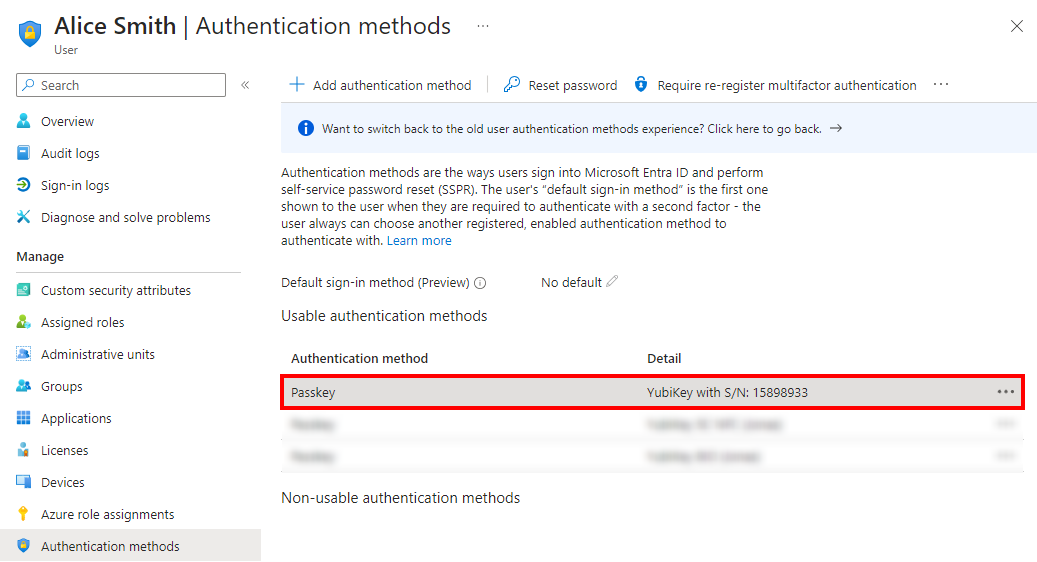 Alice Smith | Authentication methods ...
User
Search
«
Overview
Audit logs
Sign-in logs
Diagnose and solve problems
Manage
Custom security attributes
Assigned roles
Administrative units
Groups
Applications
Licenses
Devices
Azure role assignments
Authentication methods
Add authentication method
Reset password
Require re-register multifactor authentication
...
Want to switch back to the old user authentication methods experience? Click here to go back. →
Authentication methods are the ways users sign into Microsoft Entra ID and perform
self-service password reset (SSPR). The user's "default sign-in method" is the first one
shown to the user when they are required to authenticate with a second factor - the
user always can choose another registered, enabled authentication method to
authenticate with. Learn more
Default sign-in method (Preview) No default
Usable authentication methods
Authentication method Detail
Passkey YubiKey with S/N: 15898933 ...
Non-usable authentication methods